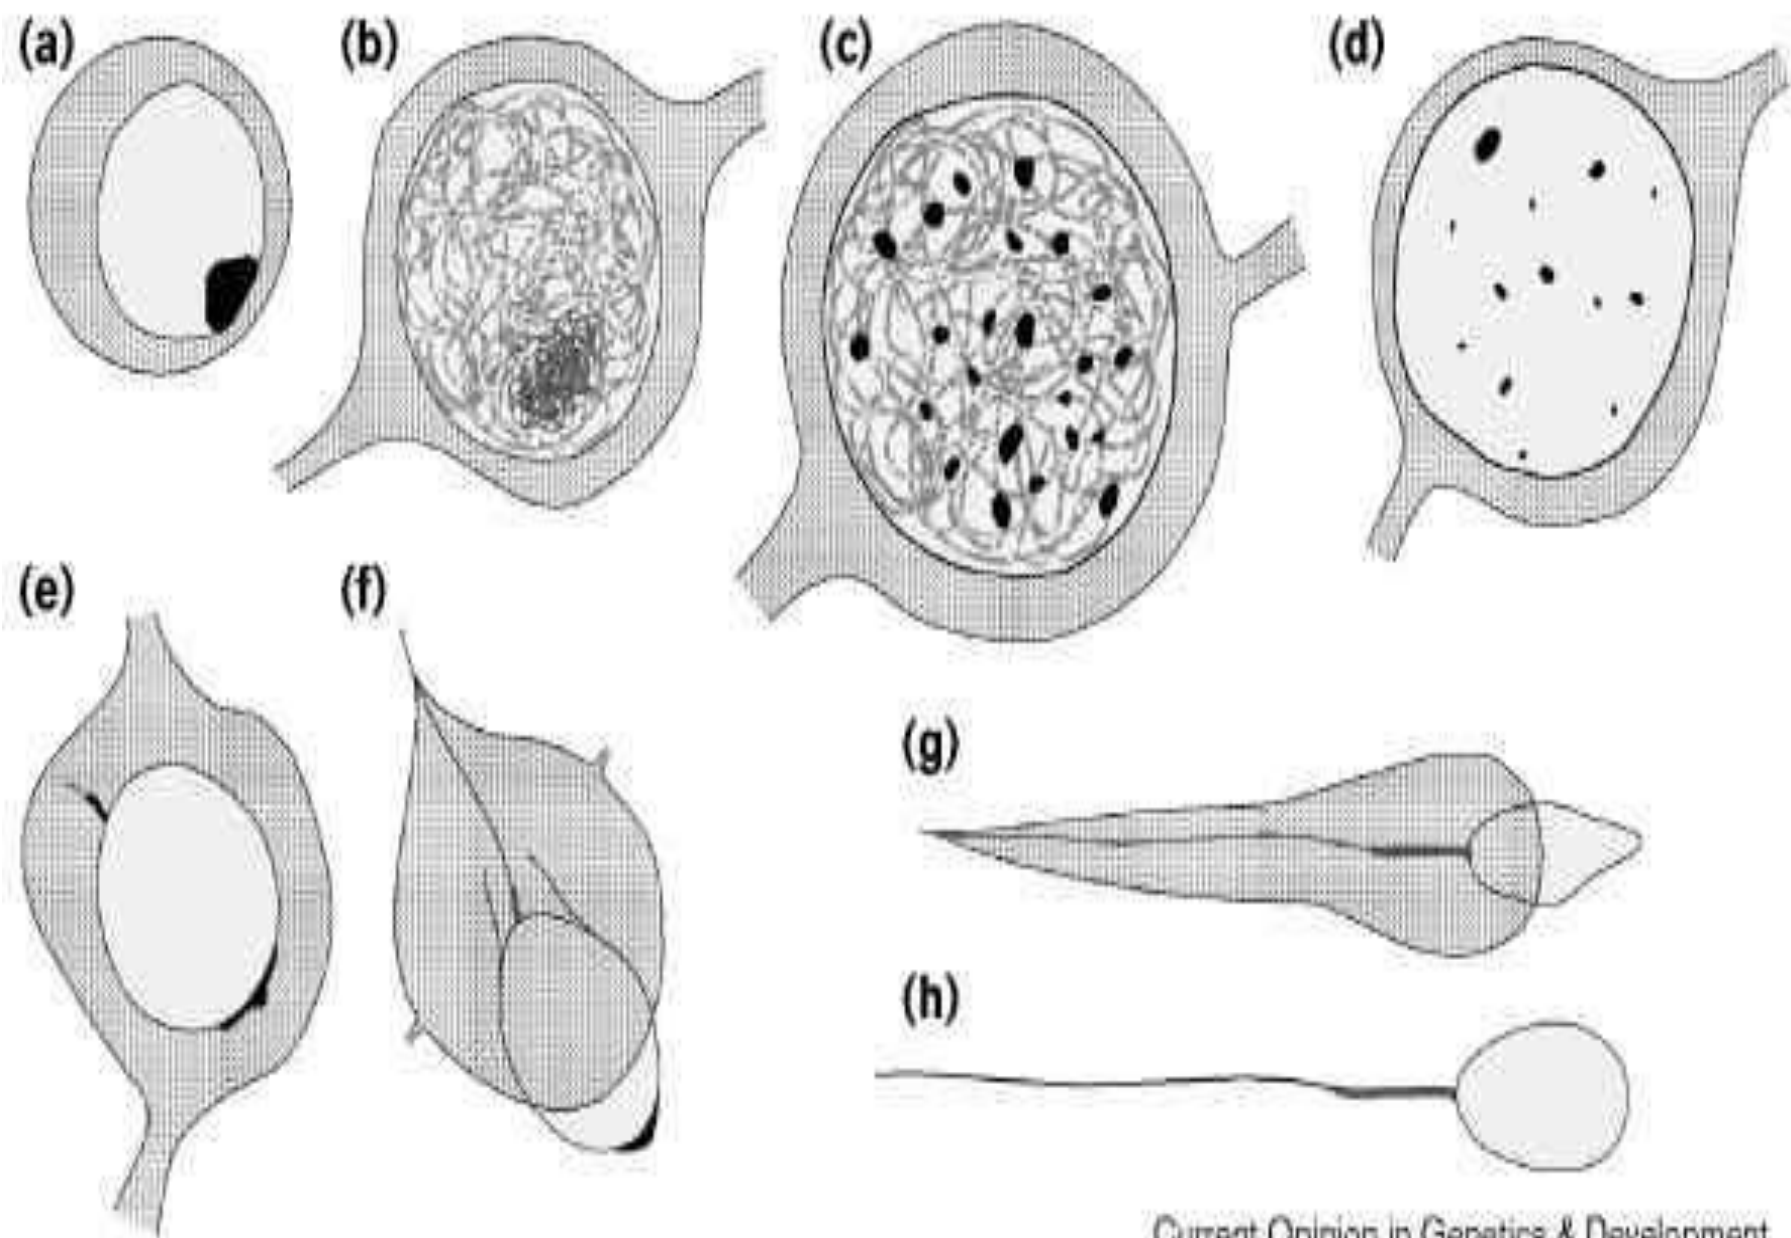 (a)
(b)
(c)
(d)
(e)
(f)
(g)
(h)
Current Opinion in Genetics & Development